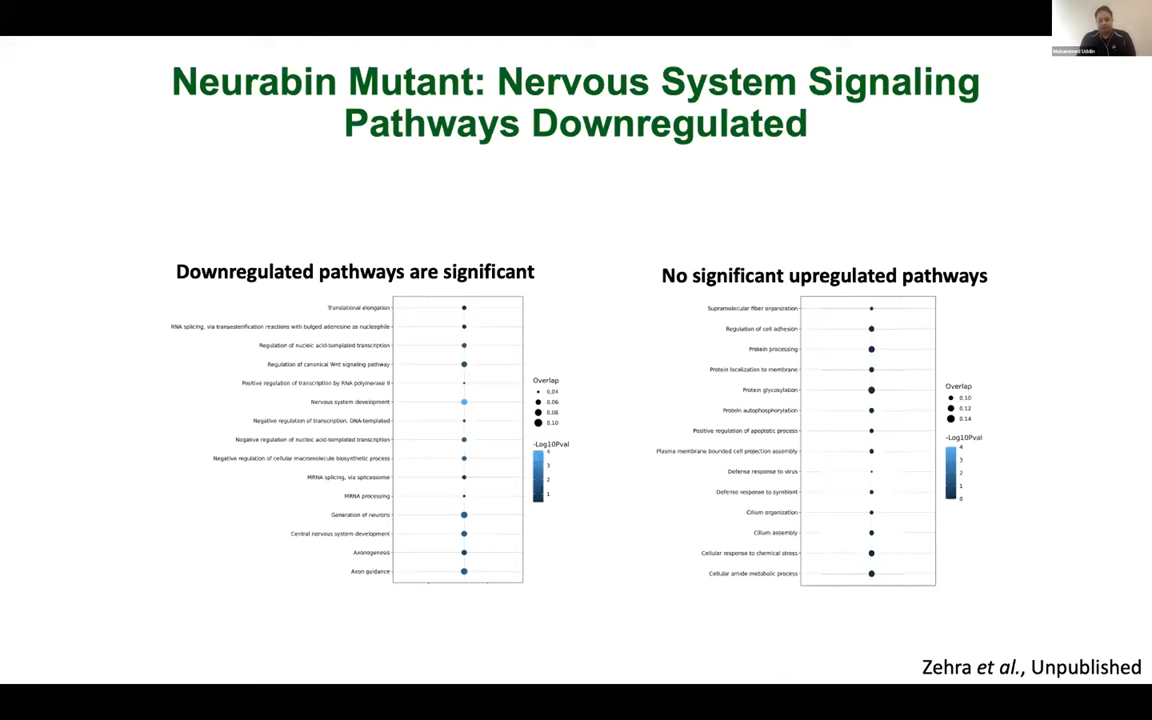 Mohammed Uddin
Neurabin Mutant: Nervous System Signaling
Pathways Downregulated
Downregulated pathways are significant
Translational elongation
RNA splicing, via transesterification reactions with bulged adenosine as nucleophile
Regulation of nucleic acid-templated transcription
Regulation of canonical Wnt signaling pathway
Positive regulation of transcription by RNA polymerase II
Nervous system development
Negative regulation of transcription, DNA-templated
Negative regulation of nucleic acid-templated transcription
Negative regulation of cellular macromolecule biosynthetic process
MRNA splicing, via spliceosome
MRNA processing
Generation of neurons
Central nervous system development
Axonogenesis
Axon guidance
Overlap
0.04
0.06
0.08
0.10
-Log10Pval
4
3
2
1
No significant upregulated pathways
Supramolecular fiber organization
Regulation of cell adhesion
Protein processing
Protein localization to membrane
Protein glycosylation
Protein autophosphorylation
Positive regulation of apoptotic process
Plasma membrane bounded cell projection assembly
Defense response to virus
Defense response to symbiont
Cilium organization
Cilium assembly
Cellular response to chemical stress
Cellular amide metabolic process
Overlap
0.10
0.12
0.14
-Log10Pval
4
3
2
1
0
Zehra et al., Unpublished